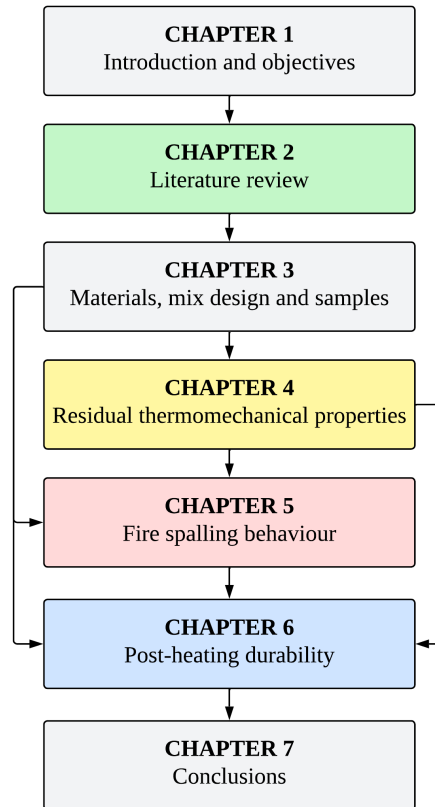 CHAPTER 1
Introduction and objectives
CHAPTER 2
Literature review
CHAPTER 3
Materials, mix design and samples
CHAPTER 4
Residual thermomechanical properties
CHAPTER 5
Fire spalling behaviour
CHAPTER 6
Post-heating durability
CHAPTER 7
Conclusions